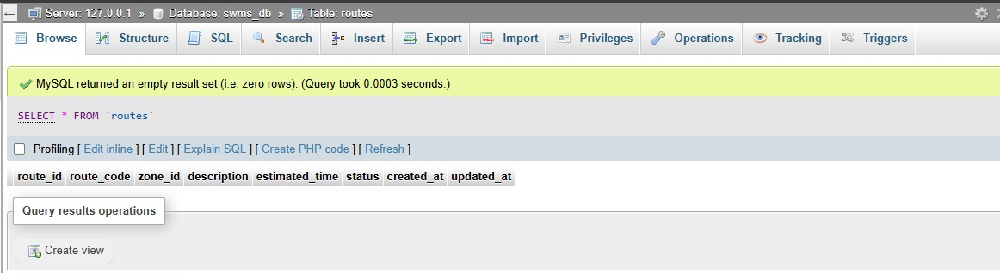 Server: 127.0.0.1 » Database: swms_db » Table: routes
Browse Structure SQL Search Insert Export Import Privileges Operations Tracking Triggers
MySQL returned an empty result set (i.e. zero rows). (Query took 0.0003 seconds.)
SELECT * FROM `routes`
Profiling [ Edit inline ] [ Edit ] [ Explain SQL ] [ Create PHP code ] [ Refresh ]
route_id route_code zone_id description estimated_time status created_at updated_at
Query results operations
Create view